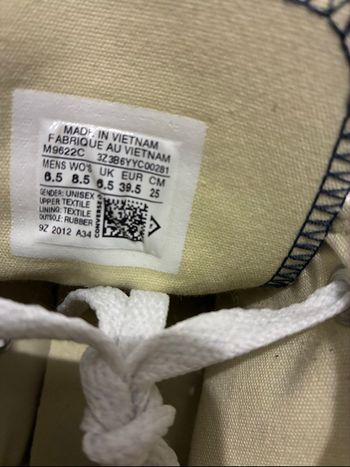 MADE IN VIETNAM
FABRIQUE AU VIETNAM
M9622C 3Z3B6YYC00281
MENS WO'S UK EUR CM
6.5 8.5 6.5 39.5 25
GENDER: UNISEX
UPPER: TEXTILE
LINING: TEXTILE
OUTSOLE: RUBBER
9Z 2012 A34
CONVERSE